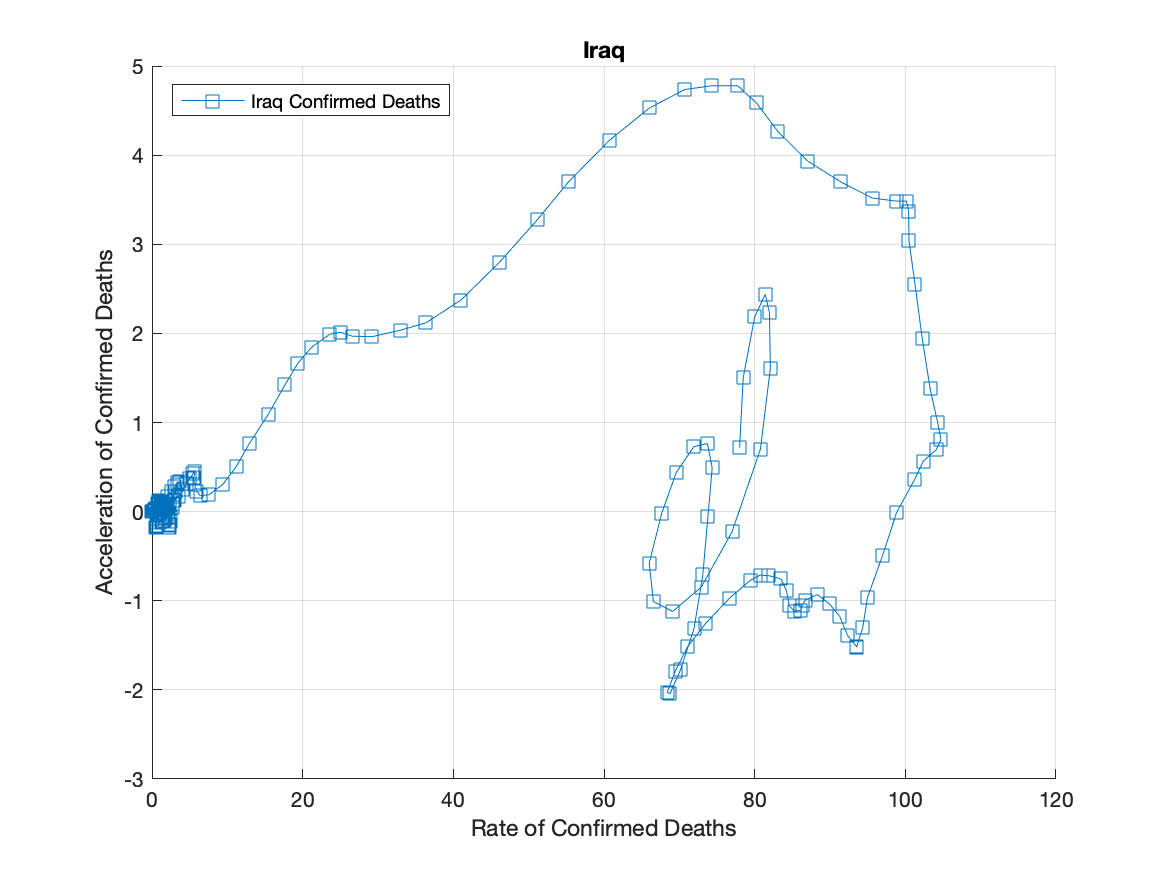 Iraq
Iraq Confirmed Deaths
5
4
3
2
1
0
-1
-2
-3
Acceleration of Confirmed Deaths
0 20 40 60 80 100 120
Rate of Confirmed Deaths